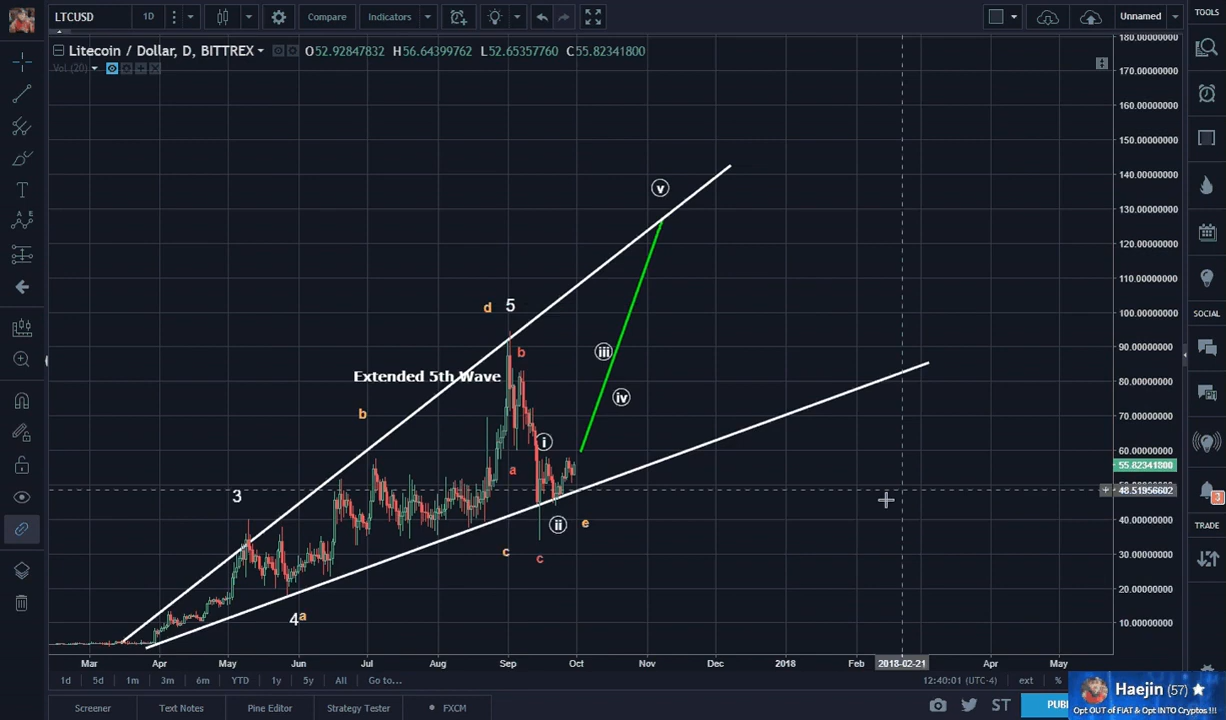 LTCUSD 1D Compare Indicators Unnamed TOOLS
Litecoin / Dollar, D, BITTREX O52.92847832 H56.64399762 L52.65357760 C55.82341800
Vol (20)
180.00000000
170.00000000
160.00000000
150.00000000
140.00000000
130.00000000
120.00000000
110.00000000
100.00000000
90.00000000
80.00000000
70.00000000
60.00000000
55.82341800
48.51956602
40.00000000
30.00000000
20.00000000
10.00000000
v
d 5
b
iii
Extended 5th Wave
iv
b
i
a
3
ii e
c c
4a
SOCIAL
3
TRADE
Mar Apr May Jun Jul Aug Sep Oct Nov Dec 2018 Feb 2018-02-21 Apr May
1d 5d 1m 3m 6m YTD 1y 5y All Go to... 12:40:01 (UTC-4) ext %
Screener Text Notes Pine Editor Strategy Tester FXCM ST PUB
Haejin (57)
Opt OUT of FIAT & Opt INTO Cryptos !!!